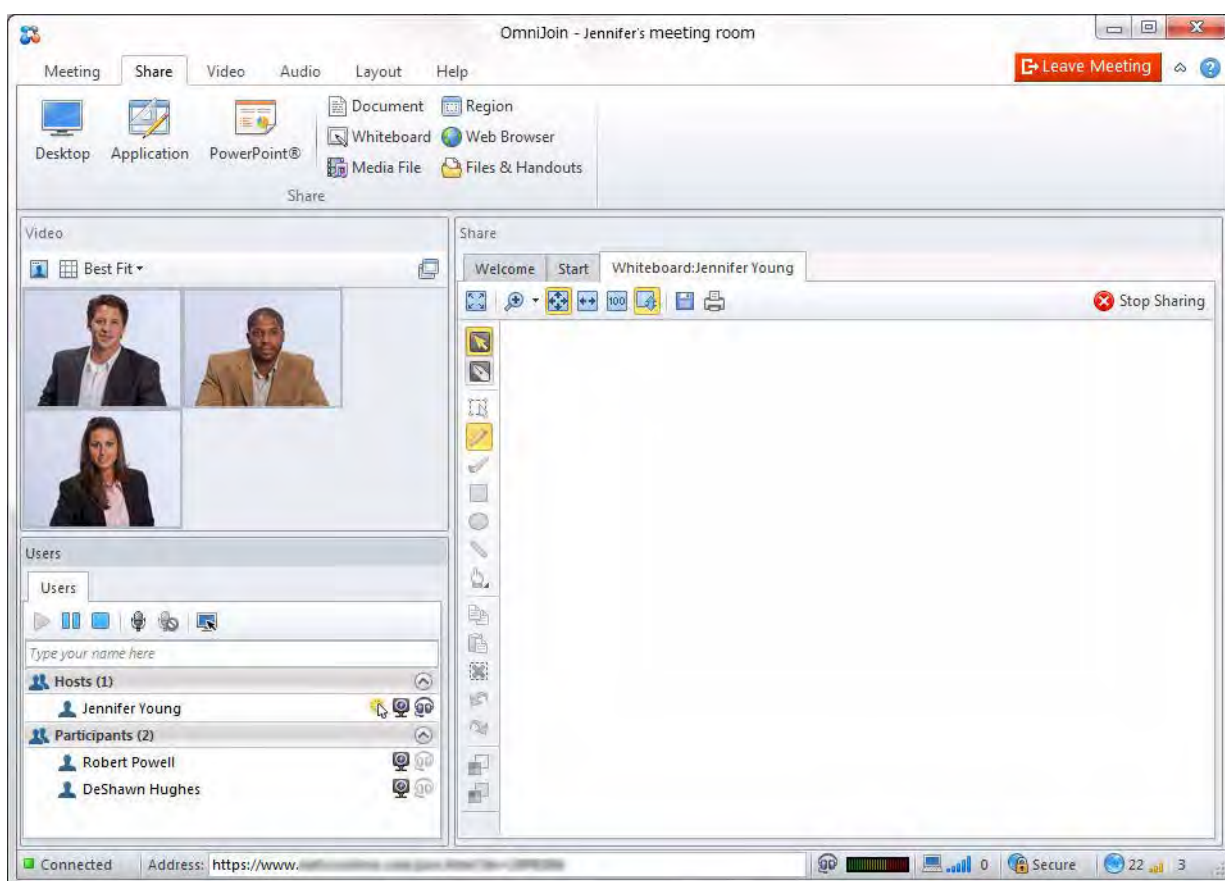 OmniJoin - Jennifer's meeting room
Meeting Share Video Audio Layout Help Leave Meeting
Desktop Application PowerPoint®
Document Region
Whiteboard Web Browser
Media File Files & Handouts
Share
Video
Best Fit
Users
Users
Type your name here
Hosts (1)
Jennifer Young
Participants (2)
Robert Powell
DeShawn Hughes
Share
Welcome Start Whiteboard:Jennifer Young
100 Stop Sharing
Connected Address: https://www. 0 Secure 22 3